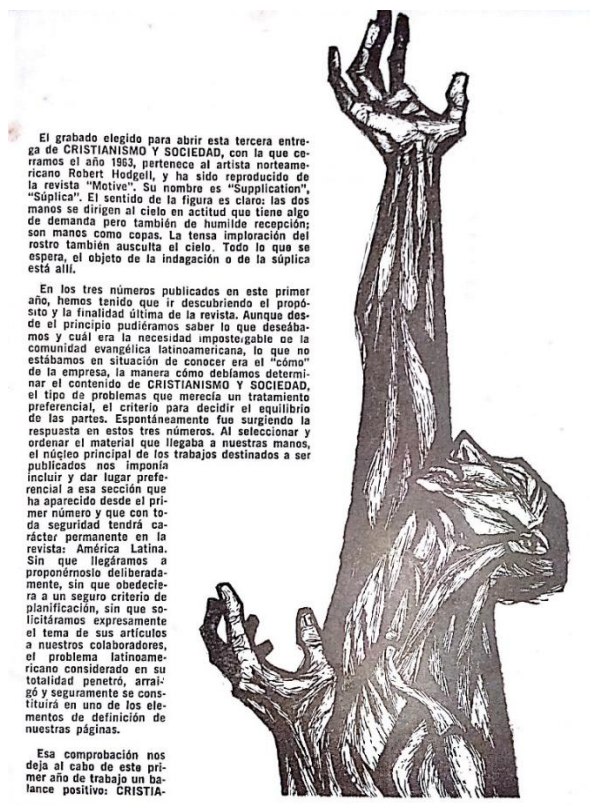 El grabado elegido para abrir esta tercera entre-
ga de CRISTIANISMO Y SOCIEDAD, con la que ce-
rramos el año 1963, pertenece al artista norteame-
ricano Robert Hodgell, y ha sido reproducido de
la revista "Motive". Su nombre es "Supplication",
"Súplica". El sentido de la figura es claro: las dos
manos se dirigen al cielo en actitud que tiene algo
de demanda pero también de humilde recepción;
son manos como copas. La tensa imploración del
rostro también ausculta el cielo. Todo lo que se
espera, el objeto de la indagación o de la súplica
está allí.
En los tres números publicados en este primer
año, hemos tenido que ir descubriendo el propó-
sito y la finalidad última de la revista. Aunque des-
de el principio pudiéramos saber lo que deseába-
mos y cuál era la necesidad impostergable de la
comunidad evangélica latinoamericana, lo que no
estábamos en situación de conocer era el "cómo"
de la empresa, la manera cómo debíamos determi-
nar el contenido de CRISTIANISMO Y SOCIEDAD,
el tipo de problemas que merecía un tratamiento
preferencial, el criterio para decidir el equilibrio
de las partes. Espontáneamente fue surgiendo la
respuesta en estos tres números. Al seleccionar y
ordenar el material que llegaba a nuestras manos,
el núcleo principal de los trabajos destinados a ser
publicados nos imponía
incluir y dar lugar prefe-
rencial a esa sección que
ha aparecido desde el pri-
mer número y que con to-
da seguridad tendrá ca-
rácter permanente en la
revista: América Latina.
Sin que llegáramos a
proponérnoslo deliberada-
mente, sin que obedecie-
ra a un seguro criterio de
planificación, sin que so-
licitáramos expresamente
el tema de sus artículos
a nuestros colaboradores,
el problema latinoame-
ricano considerado en su
totalidad penetró, arrai-
gó y seguramente se cons-
tituirá en uno de los ele-
mentos de definición de
nuestras páginas.
Esa comprobación nos
deja al cabo de este pri-
mer año de trabajo un ba-
lance positivo: CRISTIA-